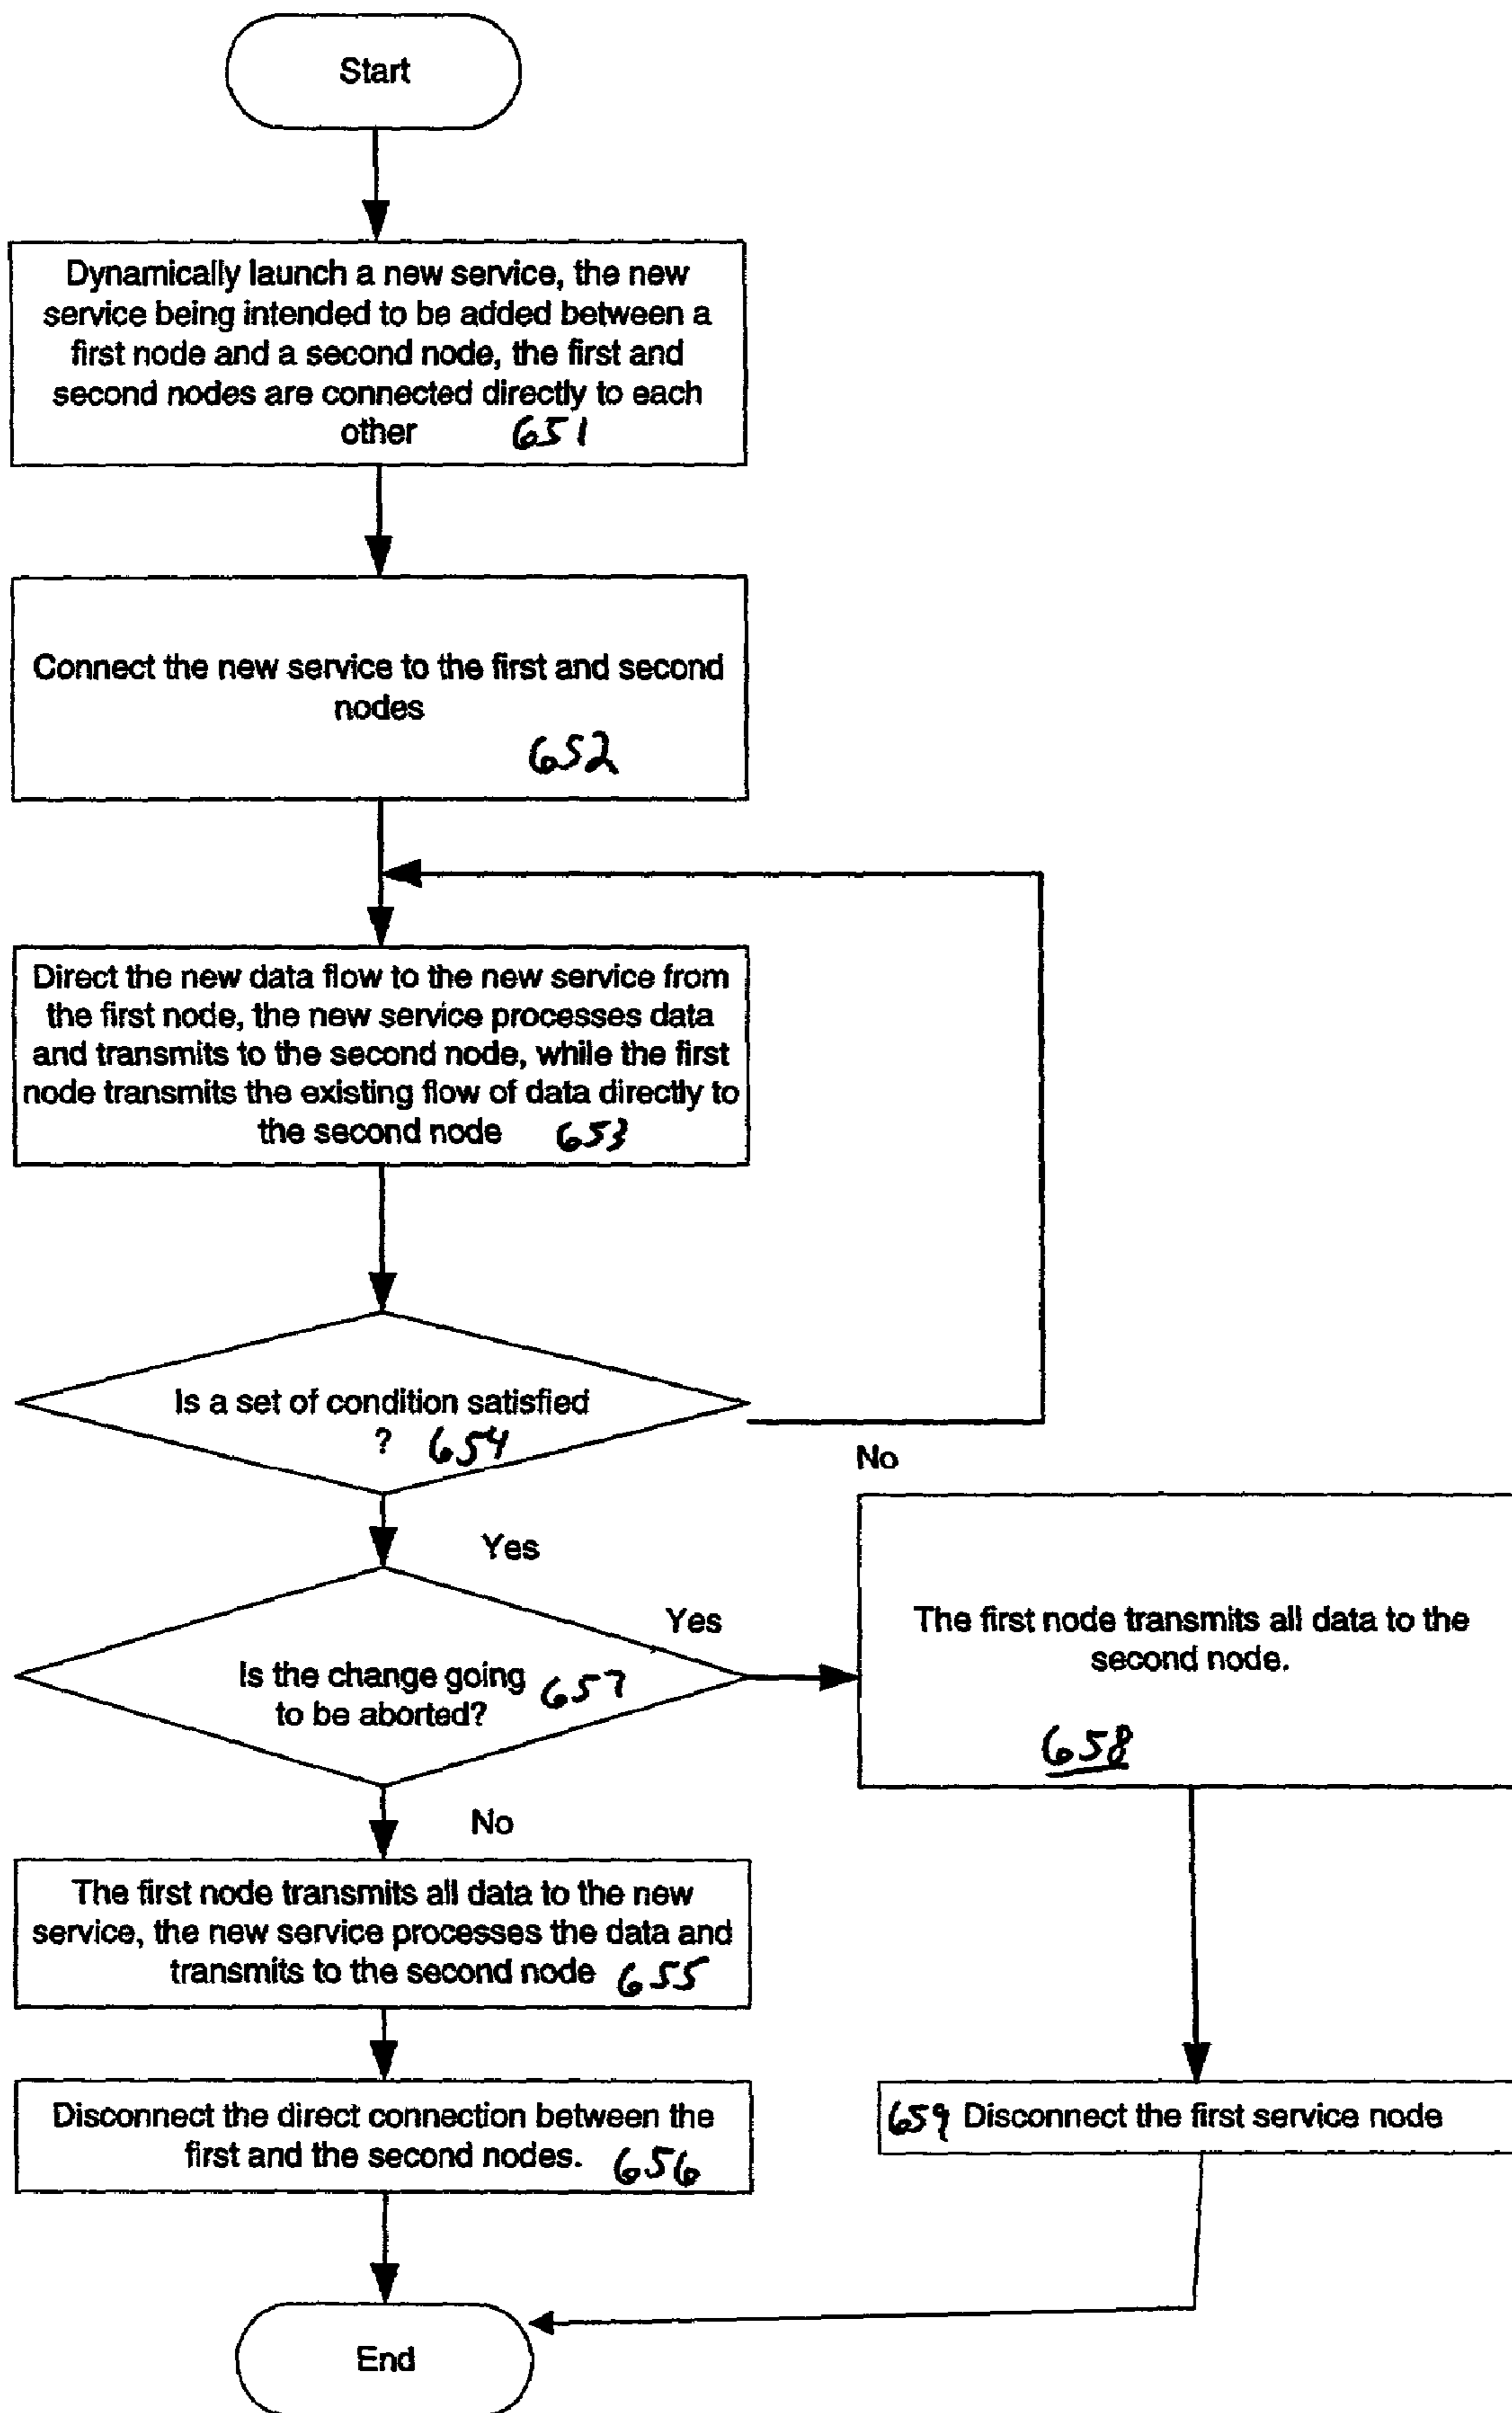 Start
Dynamically launch a new service, the new
service being intended to be added between a
first node and a second node, the first and
second nodes are connected directly to each
other 651
Connect the new service to the first and second
nodes
652
Direct the new data flow to the new service from
the first node, the new service processes data
and transmits to the second node, while the first
node transmits the existing flow of data directly to
the second node 653
Is a set of condition satisfied
? 654
No
Yes
Is the change going
to be aborted? 657
Yes
The first node transmits all data to the
second node.
658
No
The first node transmits all data to the new
service, the new service processes the data and
transmits to the second node 655
Disconnect the direct connection between the
first and the second nodes. 656
659 Disconnect the first service node
End